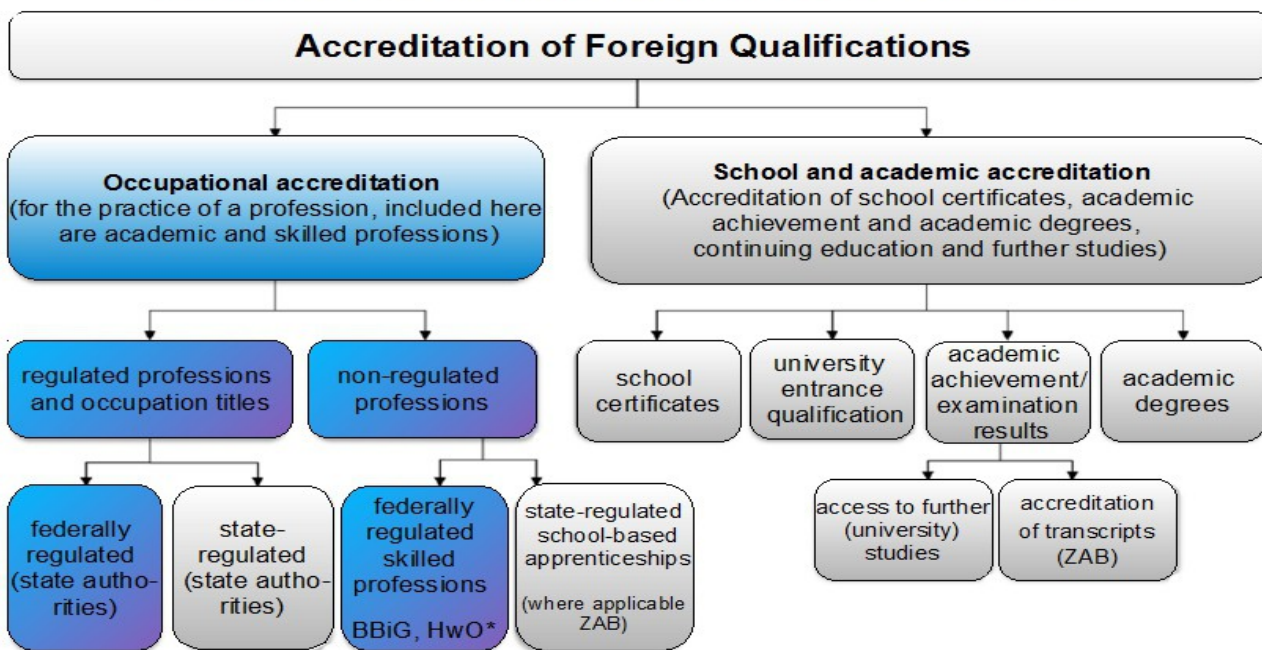 Accreditation of Foreign Qualifications
Occupational accreditation
(for the practice of a profession, included here
are academic and skilled professions)
School and academic accreditation
(Accreditation of school certificates, academic
achievement and academic degrees,
continuing education and further studies)
regulated professions
and occupation titles
non-regulated
professions
school
certificates
university
entrance
qualification
academic
achievement/
examination
results
academic
degrees
federally
regulated
(state autho-
rities)
state-
regulated
(state autho-
rities)
federally
regulated
skilled
professions
BBiG, HwO*
state-regulated
school-based
apprenticeships
(where applicable
ZAB)
access to further
(university)
studies
accreditation
of transcripts
(ZAB)